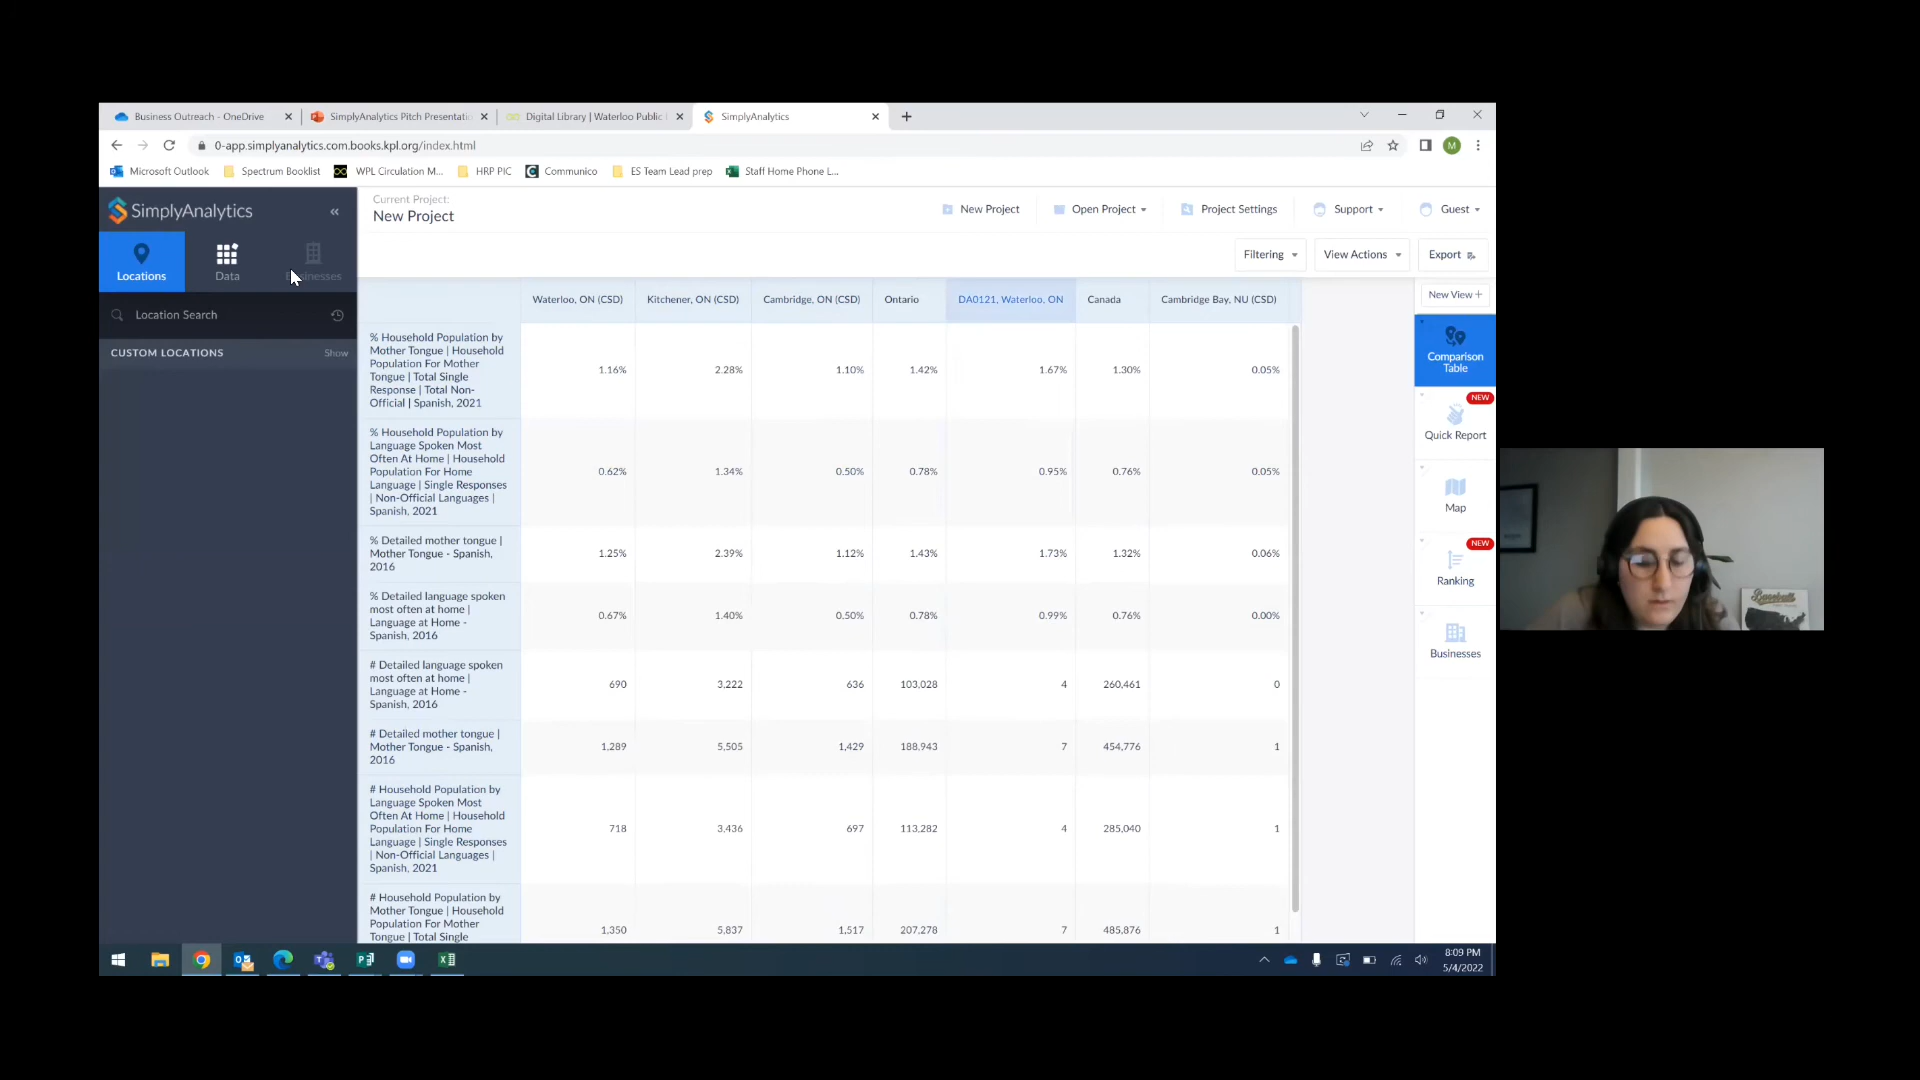 Business Outreach - OneDrive
SimplyAnalytics Pitch Presentatio
Digital Library | Waterloo Public
SimplyAnalytics
0-app.simplyanalytics.com.books.kpl.org/index.html
M
Microsoft Outlook
Spectrum Booklist
WPL Circulation M...
HRP PIC
Communico
ES Team Lead prep
Staff Home Phone L...
SimplyAnalytics
«
Current Project:
New Project
New Project
Open Project
Project Settings
Support
Guest
Locations
Data
Businesses
Filtering
View Actions
Export
Location Search
CUSTOM LOCATIONS
Show
Waterloo, ON (CSD)
Kitchener, ON (CSD)
Cambridge, ON (CSD)
Ontario
DA0121, Waterloo, ON
Canada
Cambridge Bay, NU (CSD)
% Household Population by
Mother Tongue | Household
Population For Mother
Tongue | Total Single
Response | Total Non-
Official | Spanish, 2021
1.16%
2.28%
1.10%
1.42%
1.67%
1.30%
0.05%
% Household Population by
Language Spoken Most
Often At Home | Household
Population For Home
Language | Single Responses
| Non-Official Languages |
Spanish, 2021
0.62%
1.34%
0.50%
0.78%
0.95%
0.76%
0.05%
% Detailed mother tongue |
Mother Tongue - Spanish,
2016
1.25%
2.39%
1.12%
1.43%
1.73%
1.32%
0.06%
% Detailed language spoken
most often at home |
Language at Home -
Spanish, 2016
0.67%
1.40%
0.50%
0.78%
0.99%
0.76%
0.00%
# Detailed language spoken
most often at home |
Language at Home -
Spanish, 2016
690
3,222
636
103,028
4
260,461
0
# Detailed mother tongue |
Mother Tongue - Spanish,
2016
1,289
5,505
1,429
188,943
7
454,776
1
# Household Population by
Language Spoken Most
Often At Home | Household
Population For Home
Language | Single Responses
| Non-Official Languages |
Spanish, 2021
718
3,436
697
113,282
4
285,040
1
# Household Population by
Mother Tongue | Household
Population For Mother
Tongue | Total Single
1,350
5,837
1,517
207,278
7
485,876
1
New View +
Comparison
Table
NEW
Quick Report
Map
NEW
Ranking
Businesses
Baseball
8:09 PM
5/4/2022